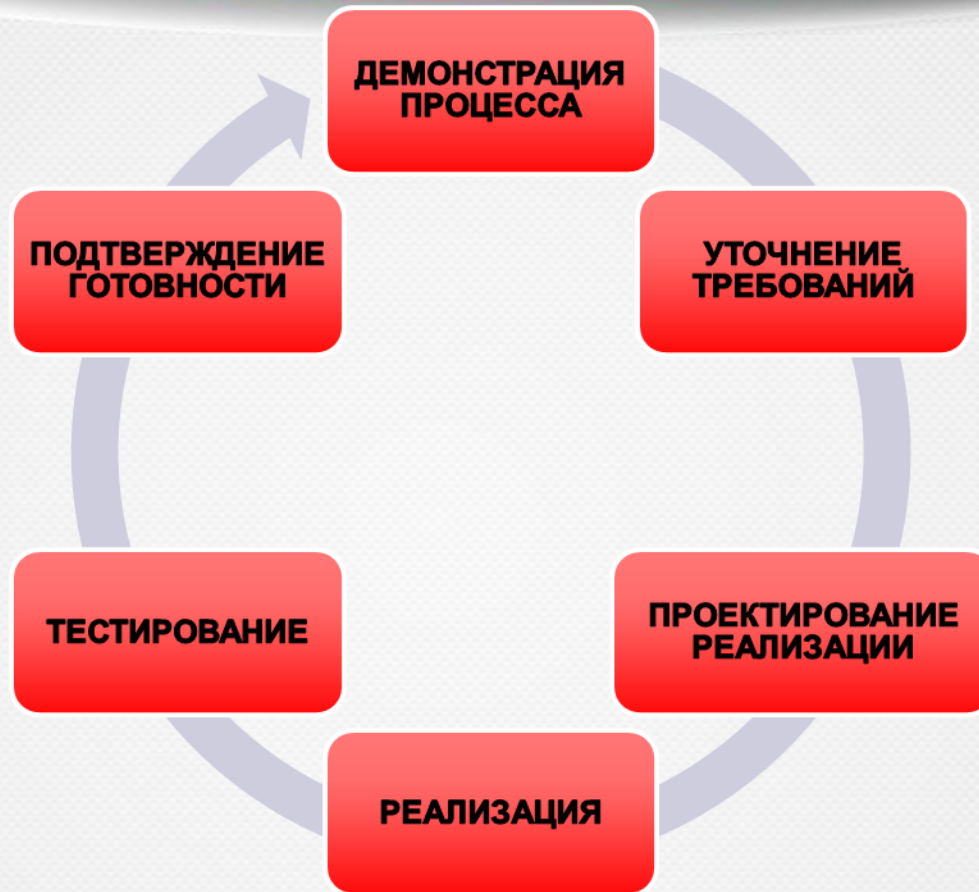 ДЕМОНСТРАЦИЯ
ПРОЦЕССА
УТОЧНЕНИЕ
ТРЕБОВАНИЙ
ПРОЕКТИРОВАНИЕ
РЕАЛИЗАЦИИ
РЕАЛИЗАЦИЯ
ТЕСТИРОВАНИЕ
ПОДТВЕРЖДЕНИЕ
ГОТОВНОСТИ